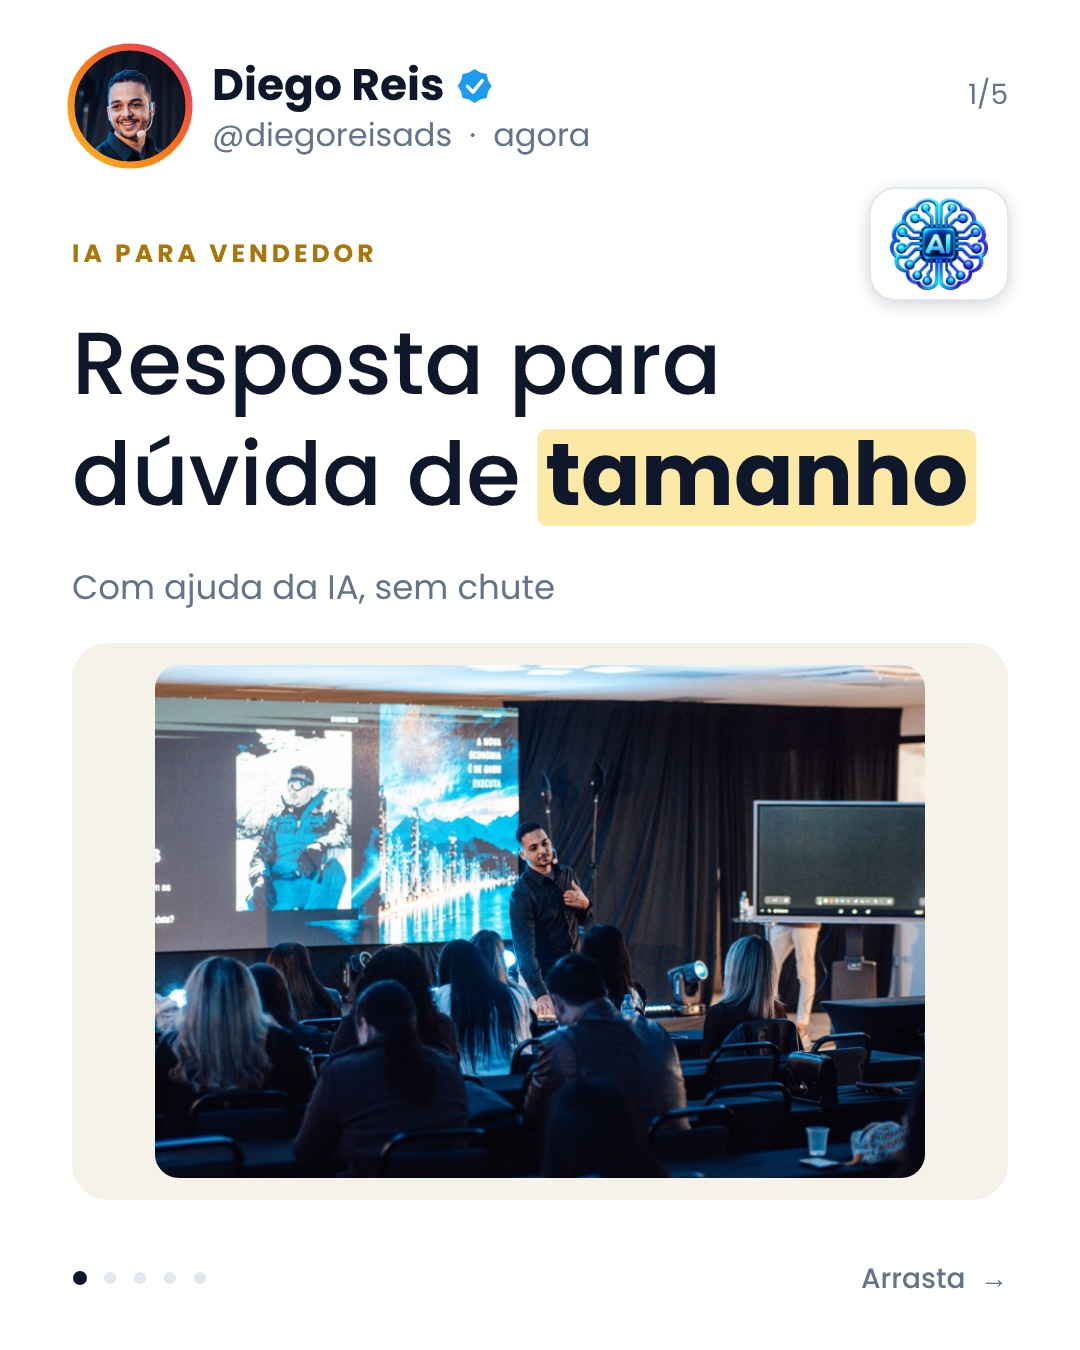 Diego Reis
@diegoreisads · agora
1/5
AI
IA PARA VENDEDOR
Resposta para
dúvida de tamanho
Com ajuda da IA, sem chute
A NOVA
ECONOMIA
É DE QUEM
EXECUTA
Arrasta →